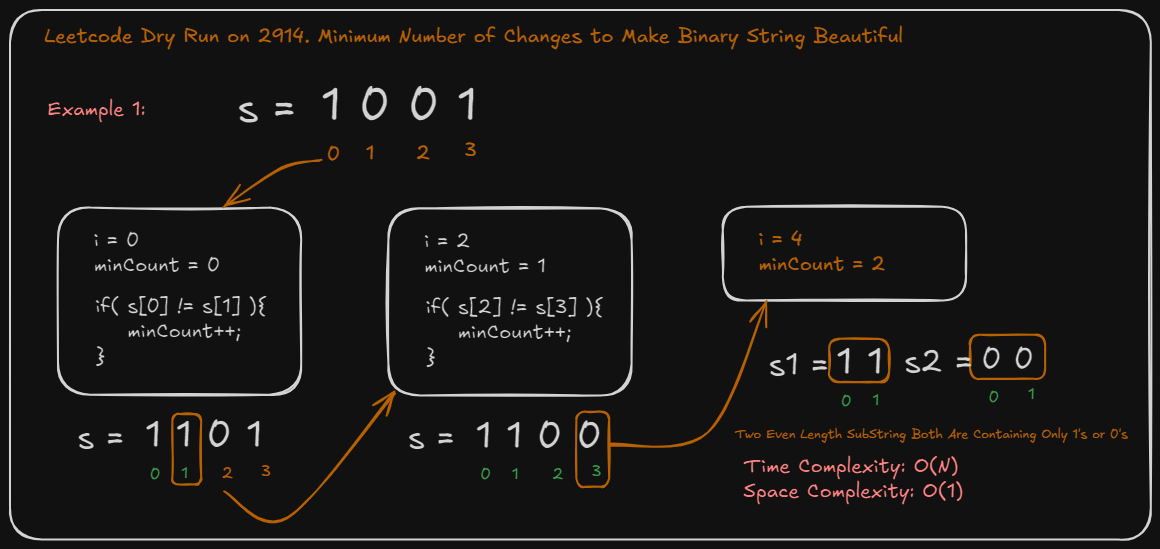 Leetcode Dry Run on 2914. Minimum Number of Changes to Make Binary String Beautiful
Example 1:
s = 1 0 0 1
0 1 2 3
i = 0
minCount = 0
if( s[0] != s[1] ){
minCount++;
}
s = 1 1 0 1
0 1 2 3
i = 2
minCount = 1
if( s[2] != s[3] ){
minCount++;
}
s = 1 1 0 0
0 1 2 3
i = 4
minCount = 2
s1 = 1 1 s2 = 0 0
0 1 0 1
Two Even Length SubString Both Are Containing Only 1's or 0's
Time Complexity: O(N)
Space Complexity: O(1)